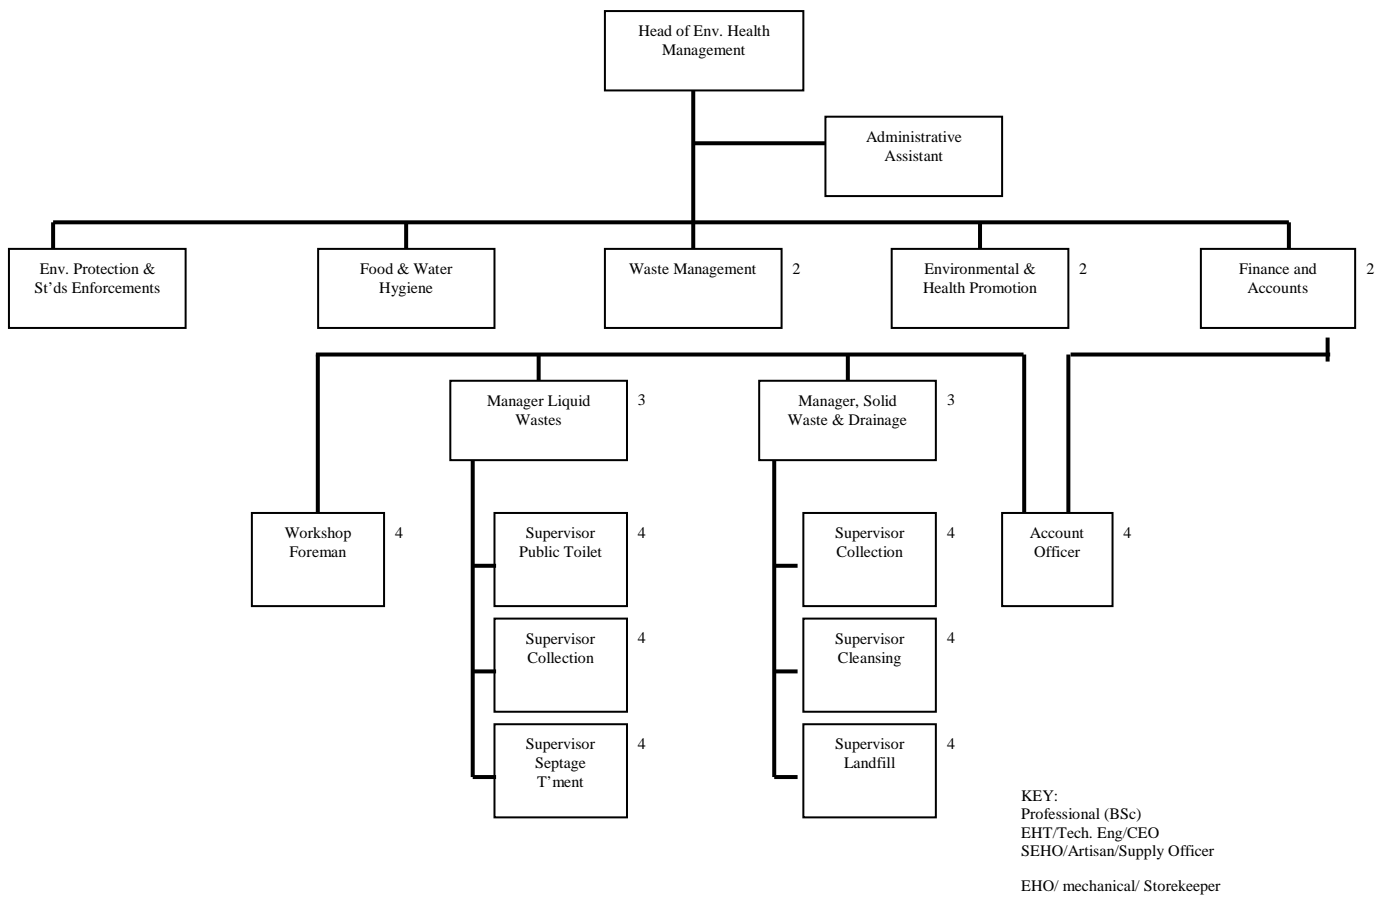 Head of Env. Health
Management
Administrative
Assistant
Env. Protection &
St’ds Enforcements
Food & Water
Hygiene
Waste Management
2
Environmental &
Health Promotion
2
Finance and
Accounts
2
Manager Liquid
Wastes
3
Manager, Solid
Waste & Drainage
3
Workshop
Foreman
4
Supervisor
Public Toilet
4
Supervisor
Collection
4
Account
Officer
4
Supervisor
Collection
4
Supervisor
Cleansing
4
Supervisor
Septage
T’ment
4
Supervisor
Landfill
4
KEY:
Professional (BSc)
EHT/Tech. Eng/CEO
SEHO/Artisan/Supply Officer
EHO/ mechanical/ Storekeeper